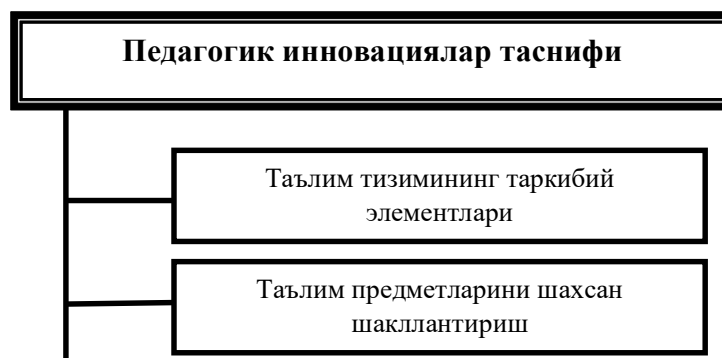 Педагогик инновациялар таснифи
Таълим тизимининг таркибий
элементлари
Таълим предметларини шахсан
шакллантириш